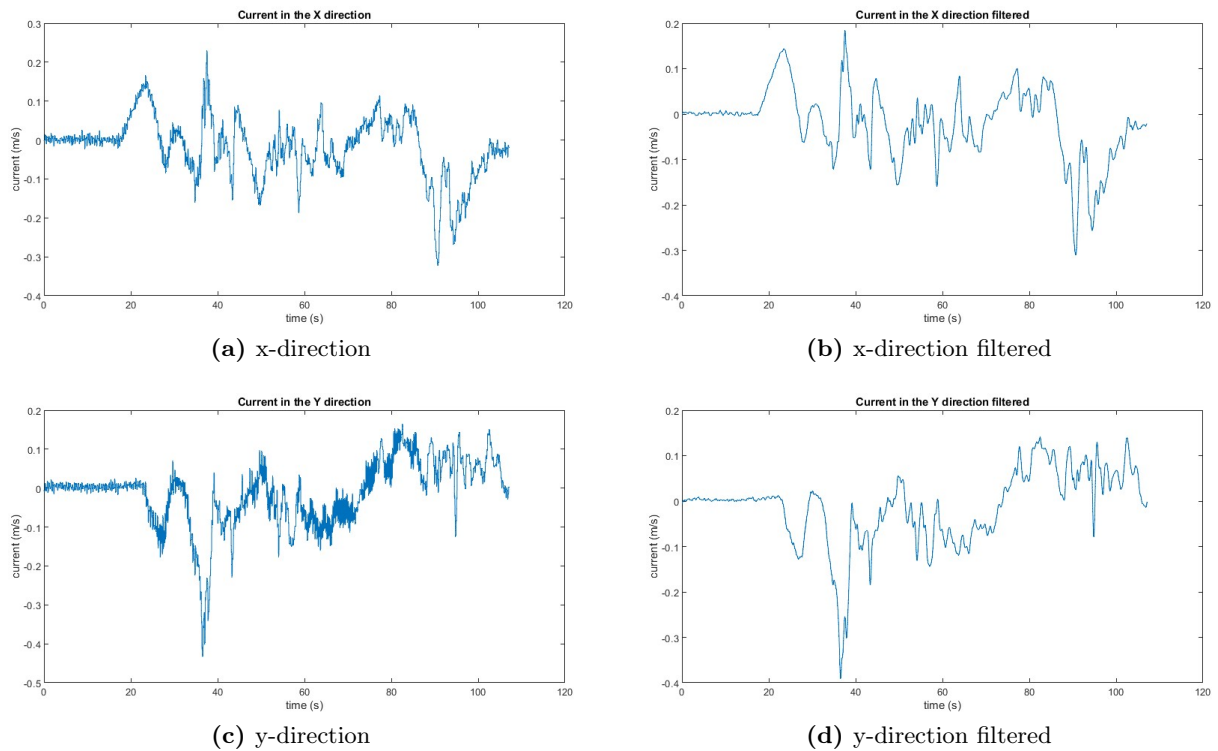 Current in the X direction
0.3
0.2
0.1
0
-0.1
-0.2
-0.3
-0.4
current (m/s)
0 20 40 60 80 100 120
time (s)
(a) x-direction
Current in the X direction filtered
0.2
0.1
0
-0.1
-0.2
-0.3
-0.4
current (m/s)
0 20 40 60 80 100 120
time (s)
(b) x-direction filtered
Current in the Y direction
0.2
0.1
0
-0.1
-0.2
-0.3
-0.4
-0.5
current (m/s)
0 20 40 60 80 100 120
time (s)
(c) y-direction
Current in the Y direction filtered
0.2
0.1
0
-0.1
-0.2
-0.3
-0.4
current (m/s)
0 20 40 60 80 100 120
time (s)
(d) y-direction filtered